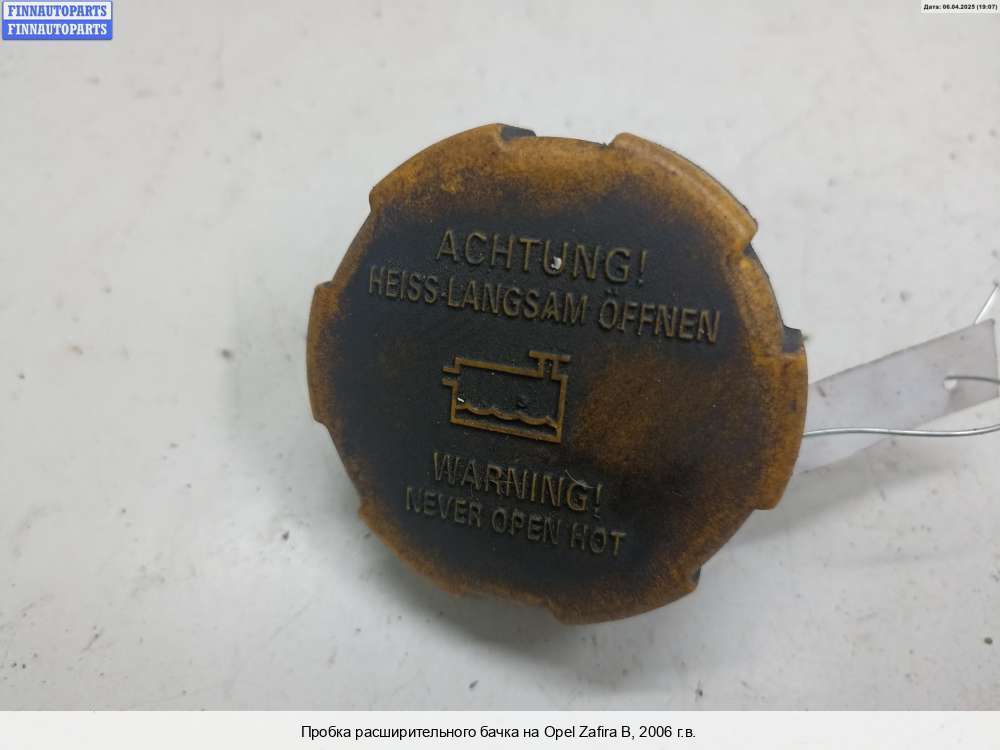 FINNAUTOPARTS
FINNAUTOPARTS
Дата: 06.04.2025 (19:07)
ACHTUNG!
HEISS-LANGSAM ÖFFNEN
WARNING!
NEVER OPEN HOT
Пробка расширительного бачка на Opel Zafira B, 2006 г.в.